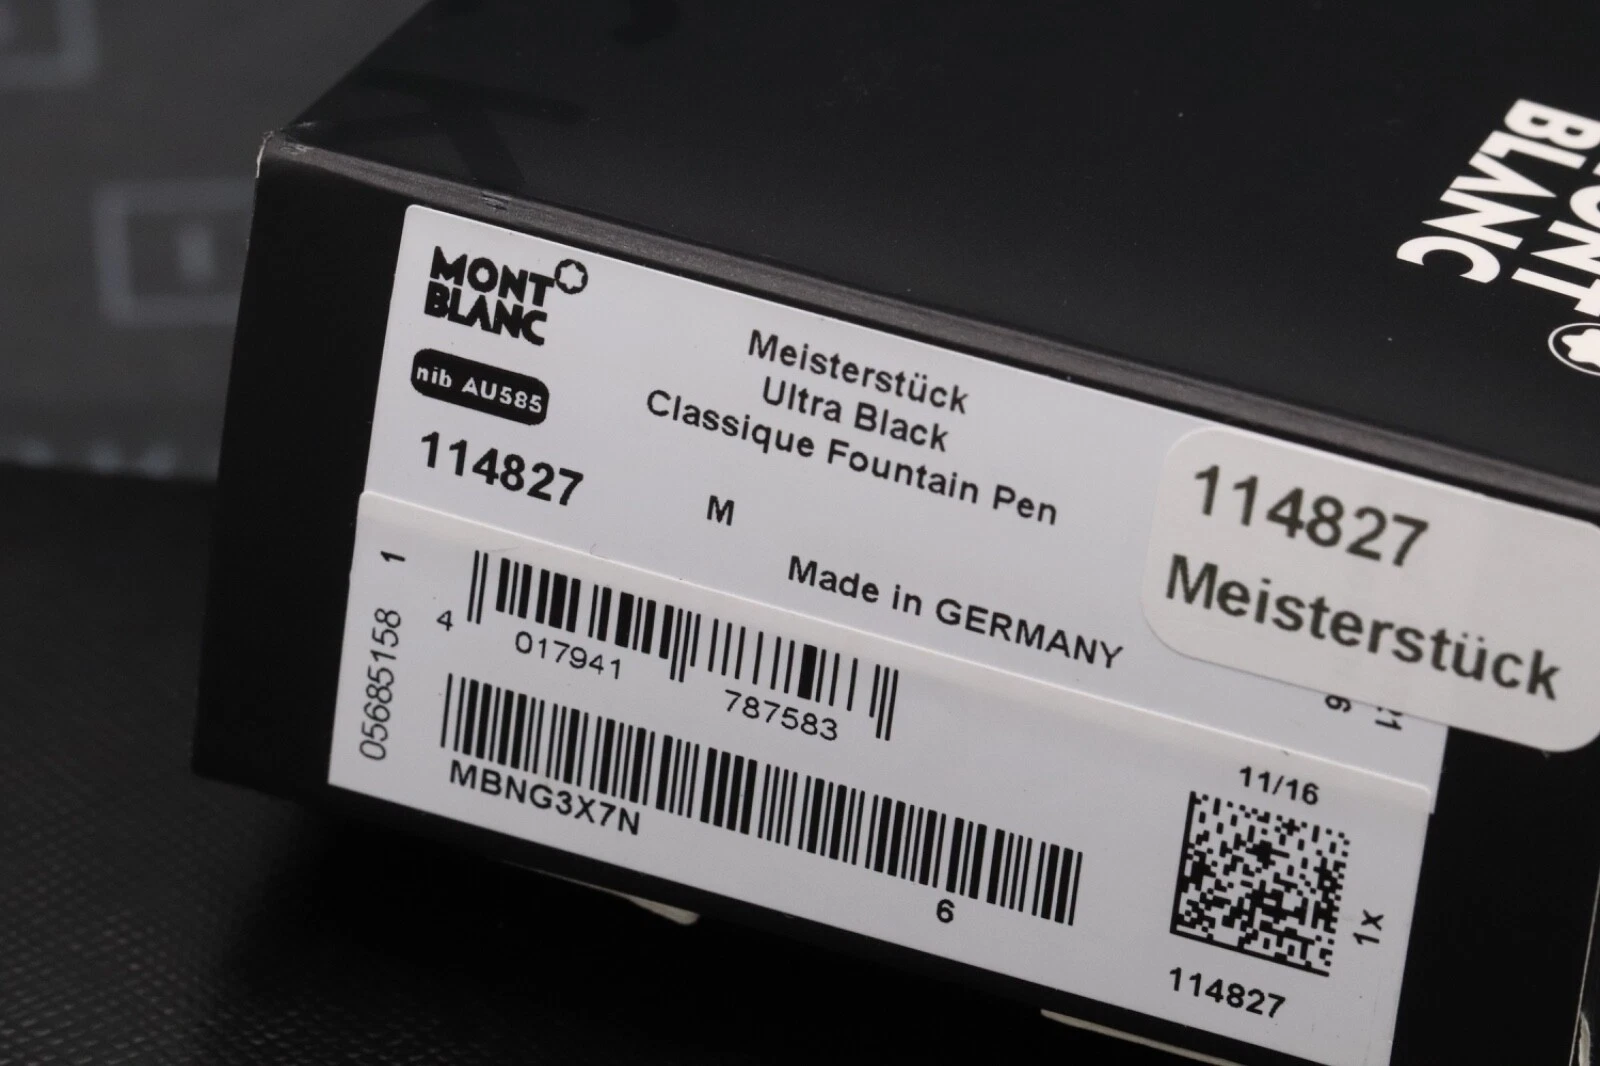 MONT
BLANC
nib AU585
114827
M
Meisterstück
Ultra Black
Classique Fountain Pen
Made in GERMANY
114827
Meisterstück
05685158 1
4 017941 787583
MBNG3X7N
6
11/16
1x
114827
MONT
BLANC